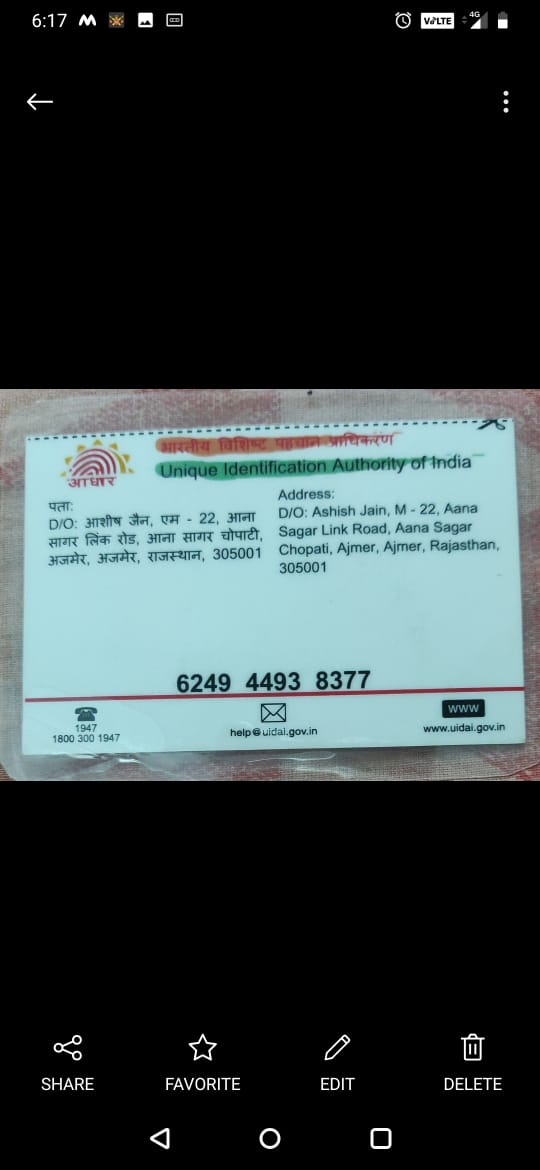 6:17
VoLTE 4G
भारतीय विशिष्ट पहचान प्राधिकरण
Unique Identification Authority of India
आधार
पता:
D/O: आशीष जैन, एम - 22, आना
सागर लिंक रोड, आना सागर चोपाटी,
अजमेर, अजमेर, राजस्थान, 305001
Address:
D/O: Ashish Jain, M - 22, Aana
Sagar Link Road, Aana Sagar
Chopati, Ajmer, Ajmer, Rajasthan,
305001
6249 4493 8377
1947
1800 300 1947
help@uidai.gov.in
www
www.uidai.gov.in
SHARE
FAVORITE
EDIT
DELETE